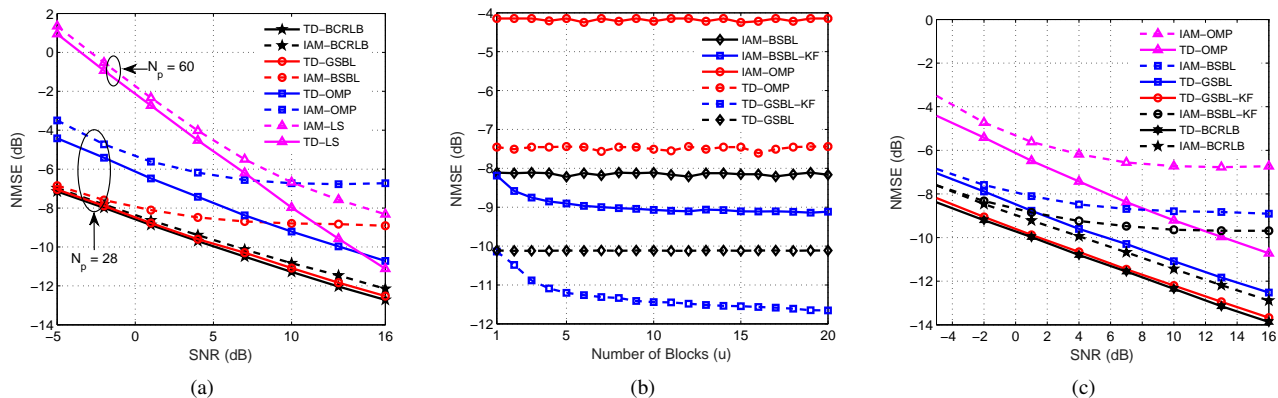 2
0
−2
−4
−6
−8
−10
−12
−14
NMSE (dB)
−5
0
5
10
16
SNR (dB)
N_p = 60
N_p = 28
TD−BCRLB
IAM−BCRLB
TD−GSBL
IAM−BSBL
TD−OMP
IAM−OMP
IAM−LS
TD−LS
(a)
−4
−5
−6
−7
−8
−9
−10
−11
−12
NMSE (dB)
1
5
10
15
20
Number of Blocks (u)
IAM−BSBL
IAM−BSBL−KF
IAM−OMP
TD−OMP
TD−GSBL−KF
TD−GSBL
(b)
0
−2
−4
−6
−8
−10
−12
−14
NMSE (dB)
−4
−2
0
2
4
6
8
10
12
14
16
SNR (dB)
IAM−OMP
TD−OMP
IAM−BSBL
TD−GSBL
TD−GSBL−KF
IAM−BSBL−KF
TD−BCRLB
IAM−BCRLB
(c)